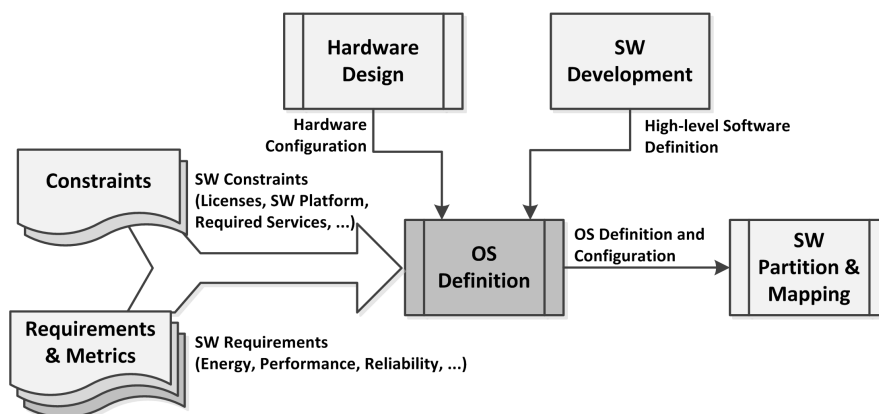 Hardware
Design
SW
Development
Hardware
Configuration
High-level Software
Definition
Constraints
SW Constraints
(Licenses, SW Platform,
Required Services, ...)
OS
Definition
OS Definition and
Configuration
SW
Partition &
Mapping
Requirements
& Metrics
SW Requirements
(Energy, Performance, Reliability, ...)